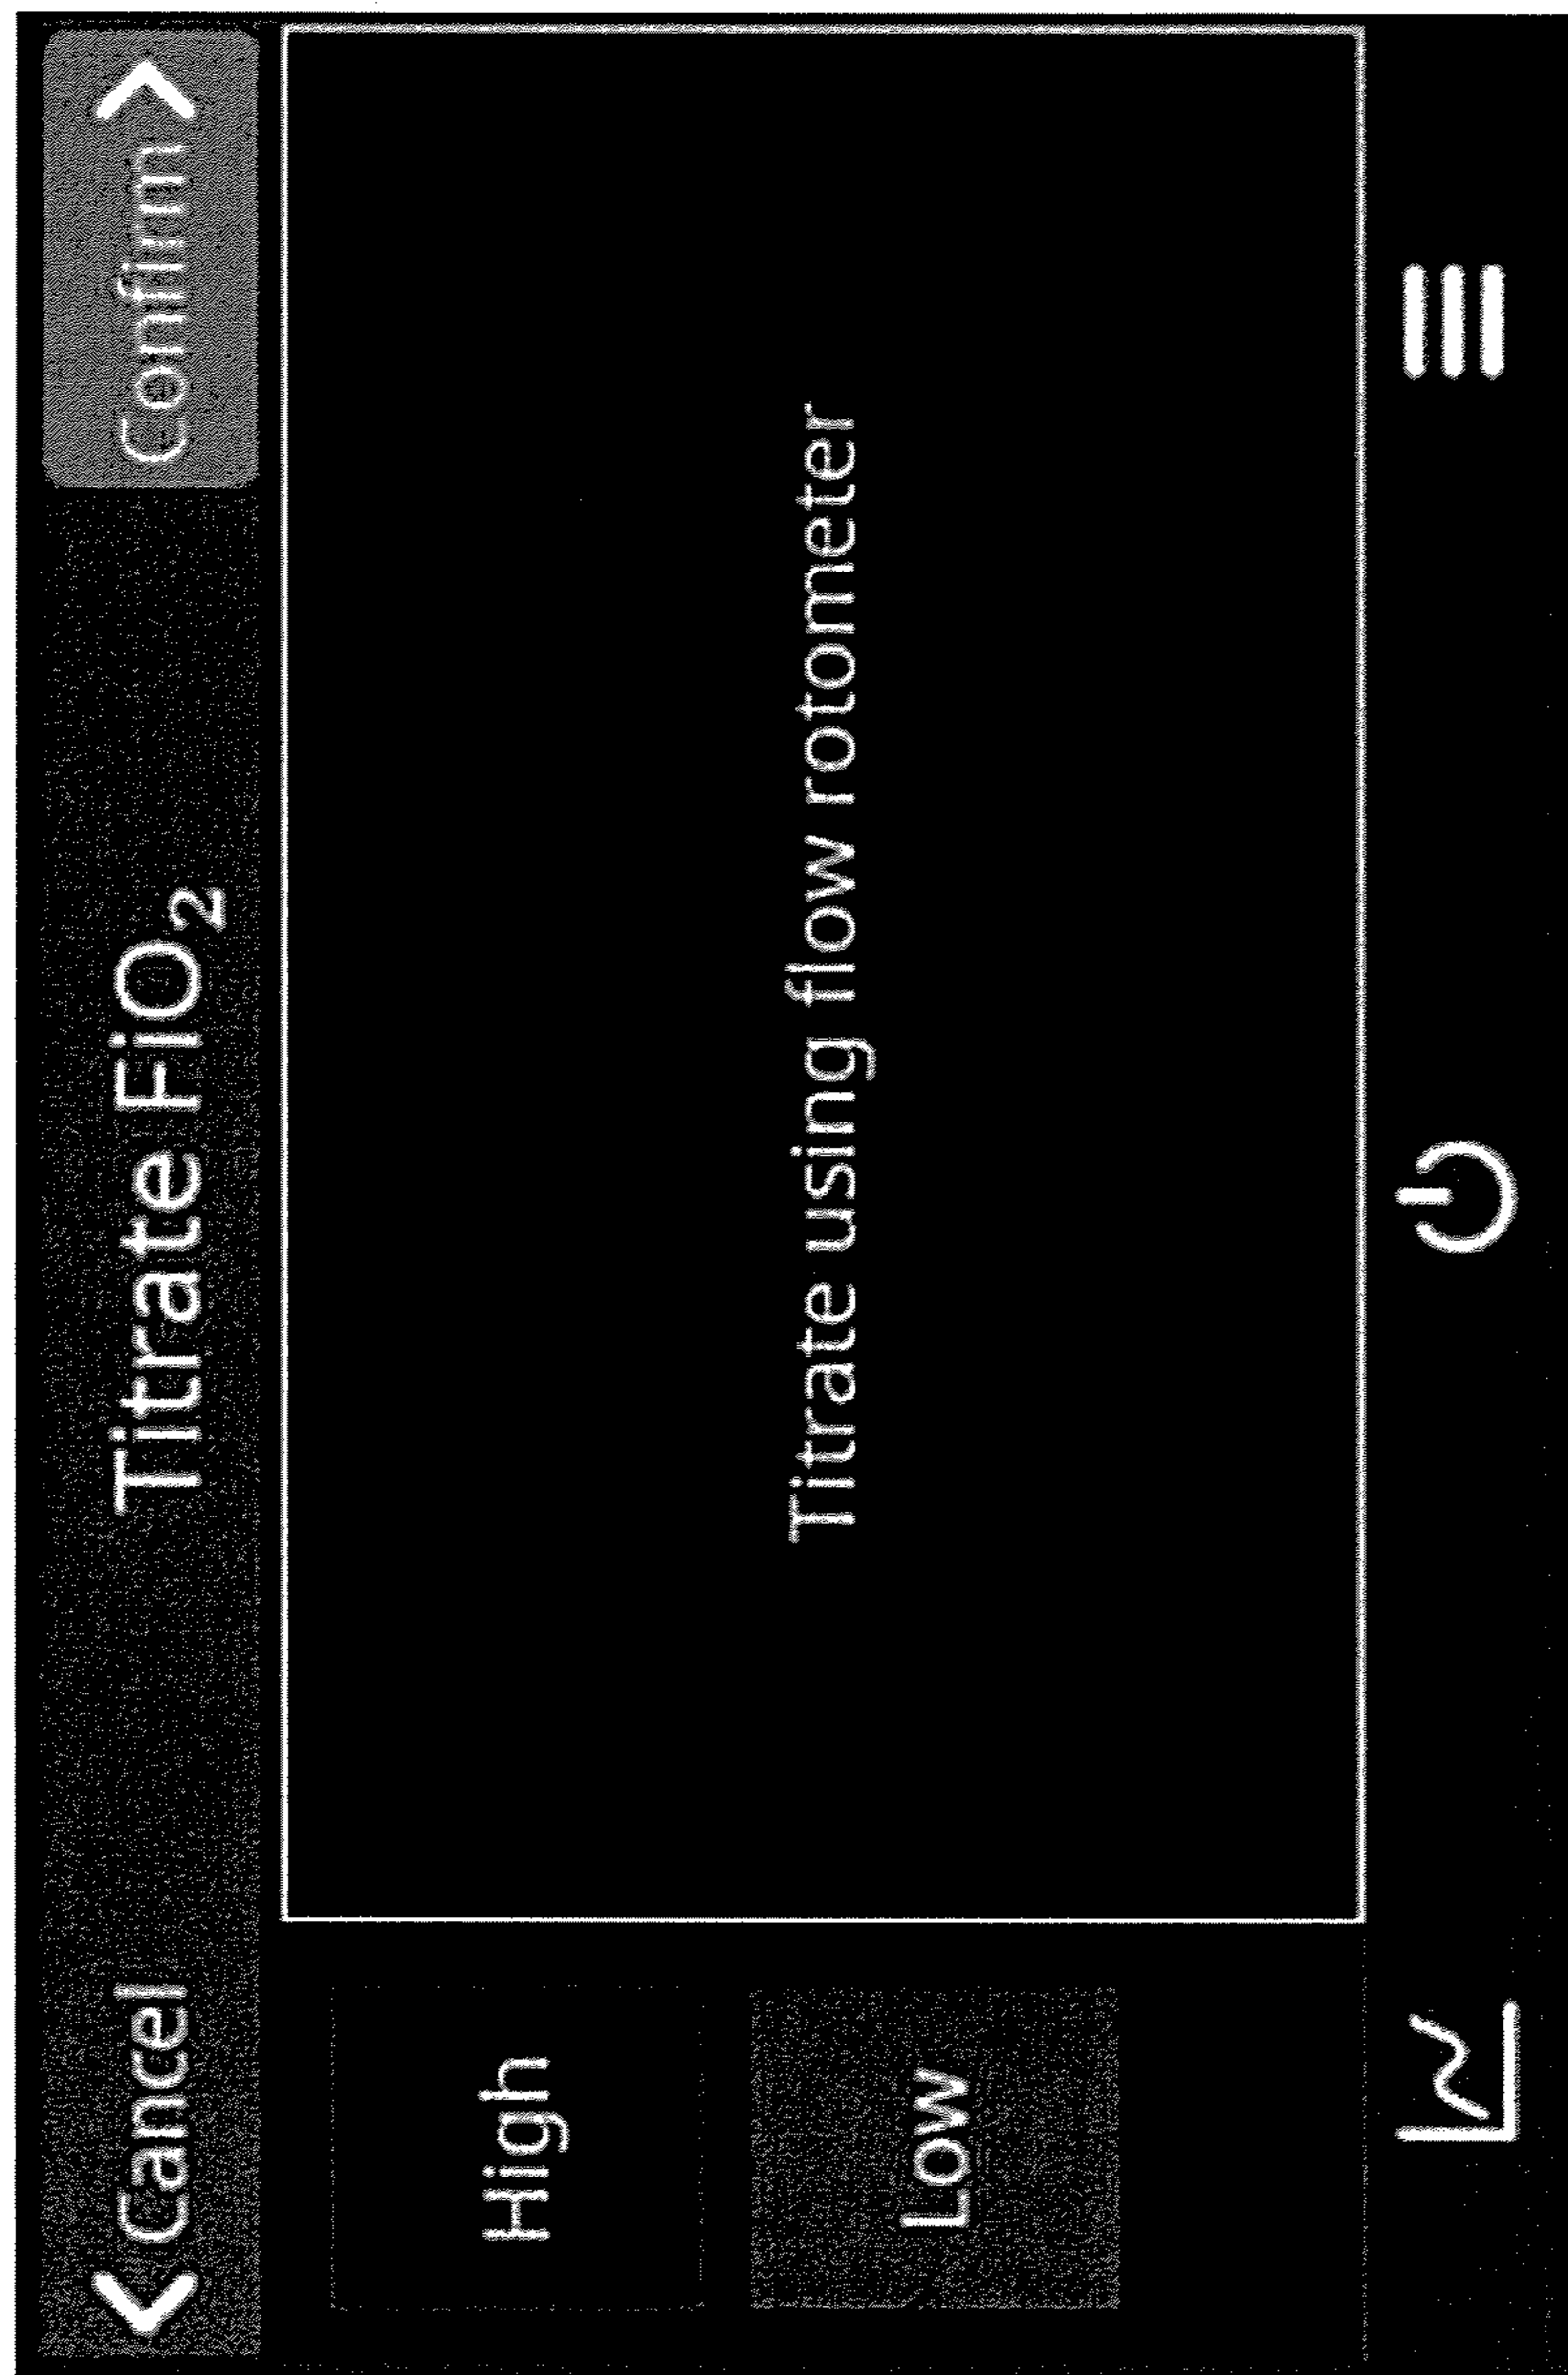 Cancel
Titrate FiO₂
Confirm
High
Low
Titrate using flow rotometer